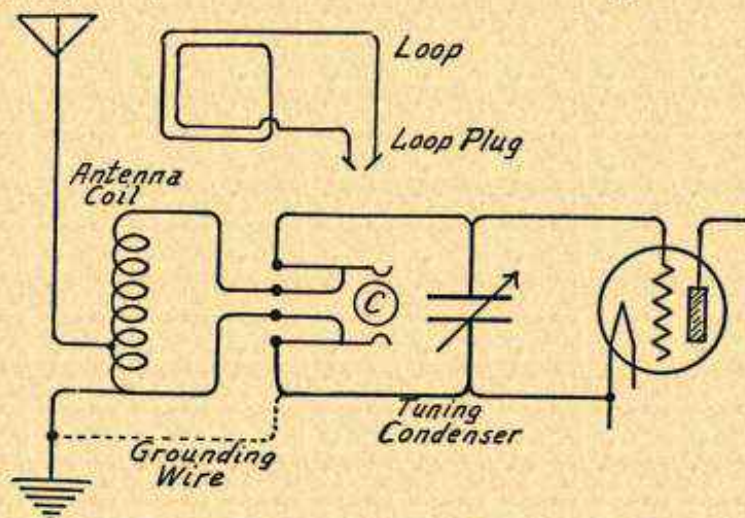 Loop
Loop Plug
Antenna
Coil
C
Tuning
Condenser
Grounding
Wire